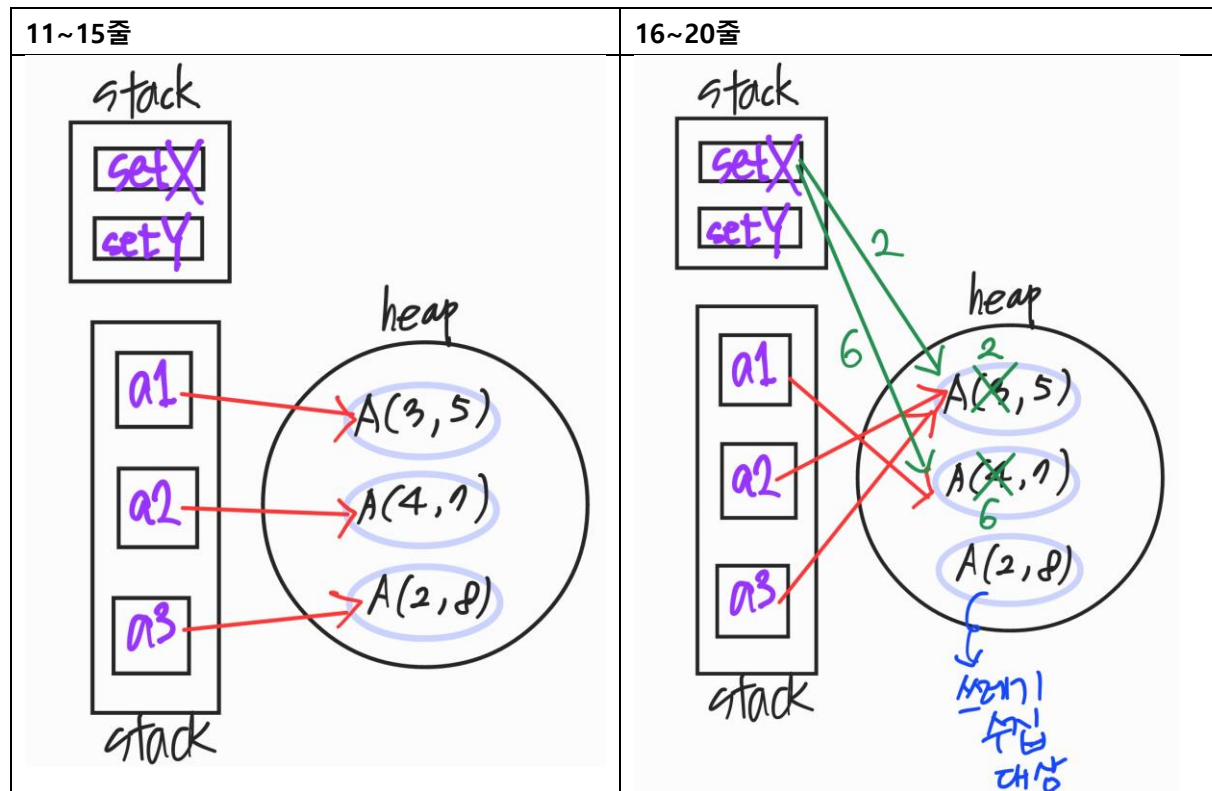 11~15줄
16~20줄
stack
setX
setY
heap
a1
A(3,5)
a2
A(4,1)
a3
A(2,8)
stack
stack
setX
setY
2
6
heap
2
a1
A(3,5)
a2
A(4,1)
6
a3
A(2,8)
stack
쓰레기
수집
대상